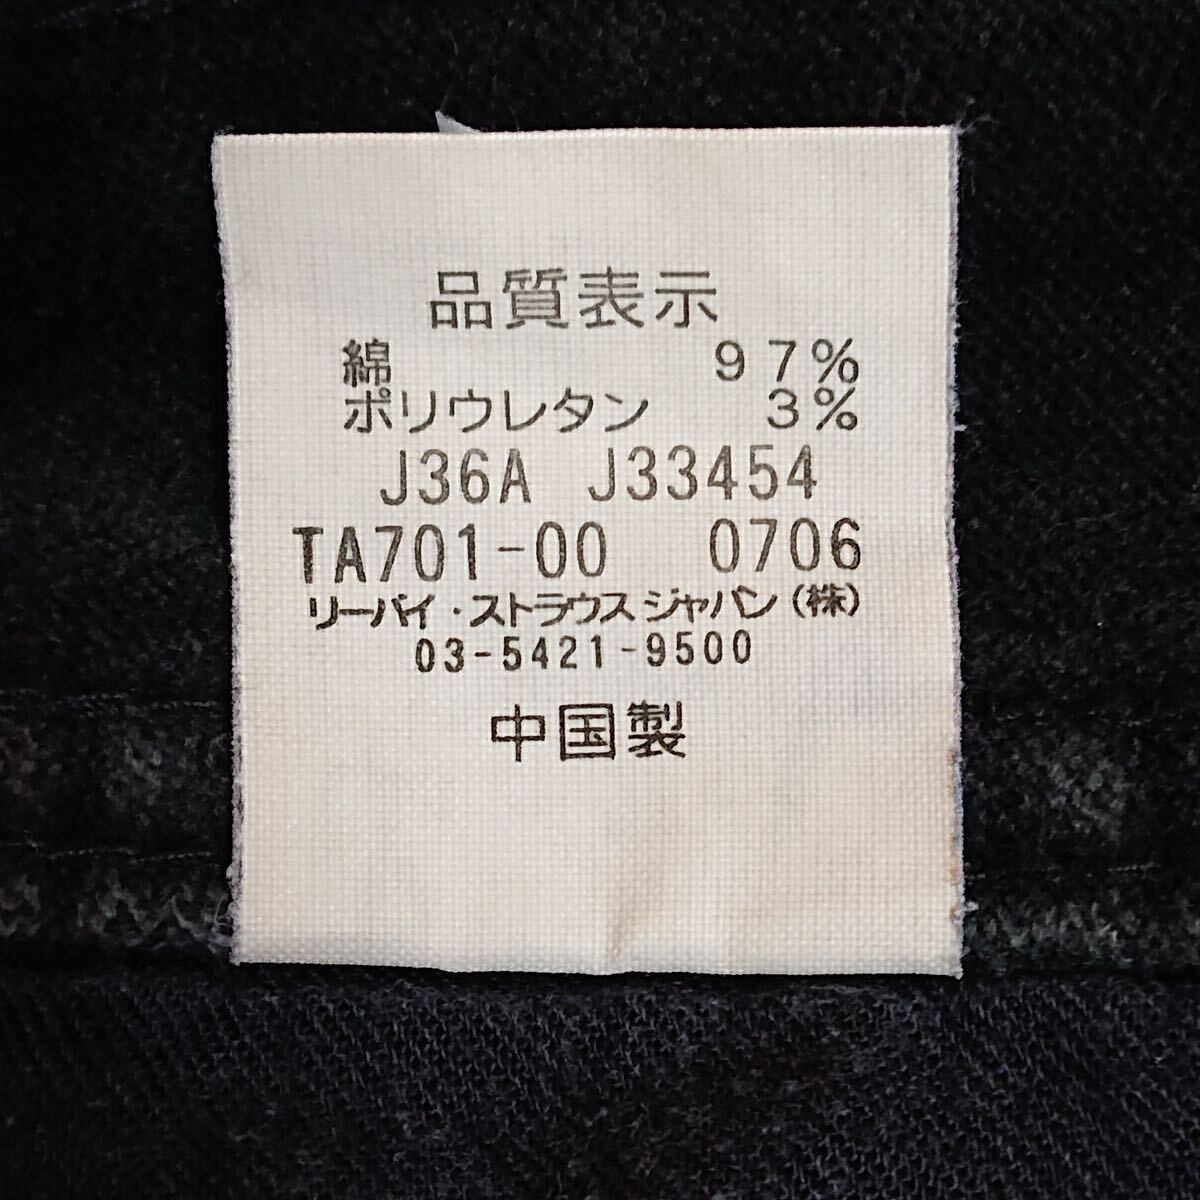 品質表示
綿 97%
ポリウレタン 3%
J36A J33454
TA701-00 0706
リーバイ・ストラウス ジャパン(株)
03-5421-9500
中国製